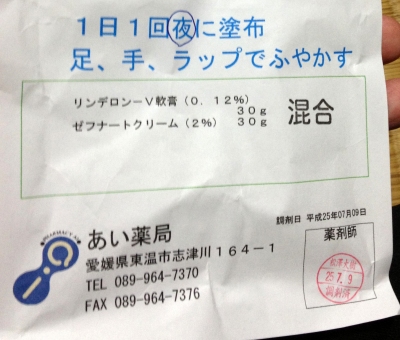 1日1回夜に塗布
足、手、ラップでふやかす
リンデロン－V軟膏(0.12%)
30g
ゼフナートクリーム(2%) 30g
混合
調剤日 平成25年07月09日
あい薬局
愛媛県東温市志津川164－1
TEL 089-964-7370
FAX 089-964-7376
薬剤師
25.7.9
調剤済